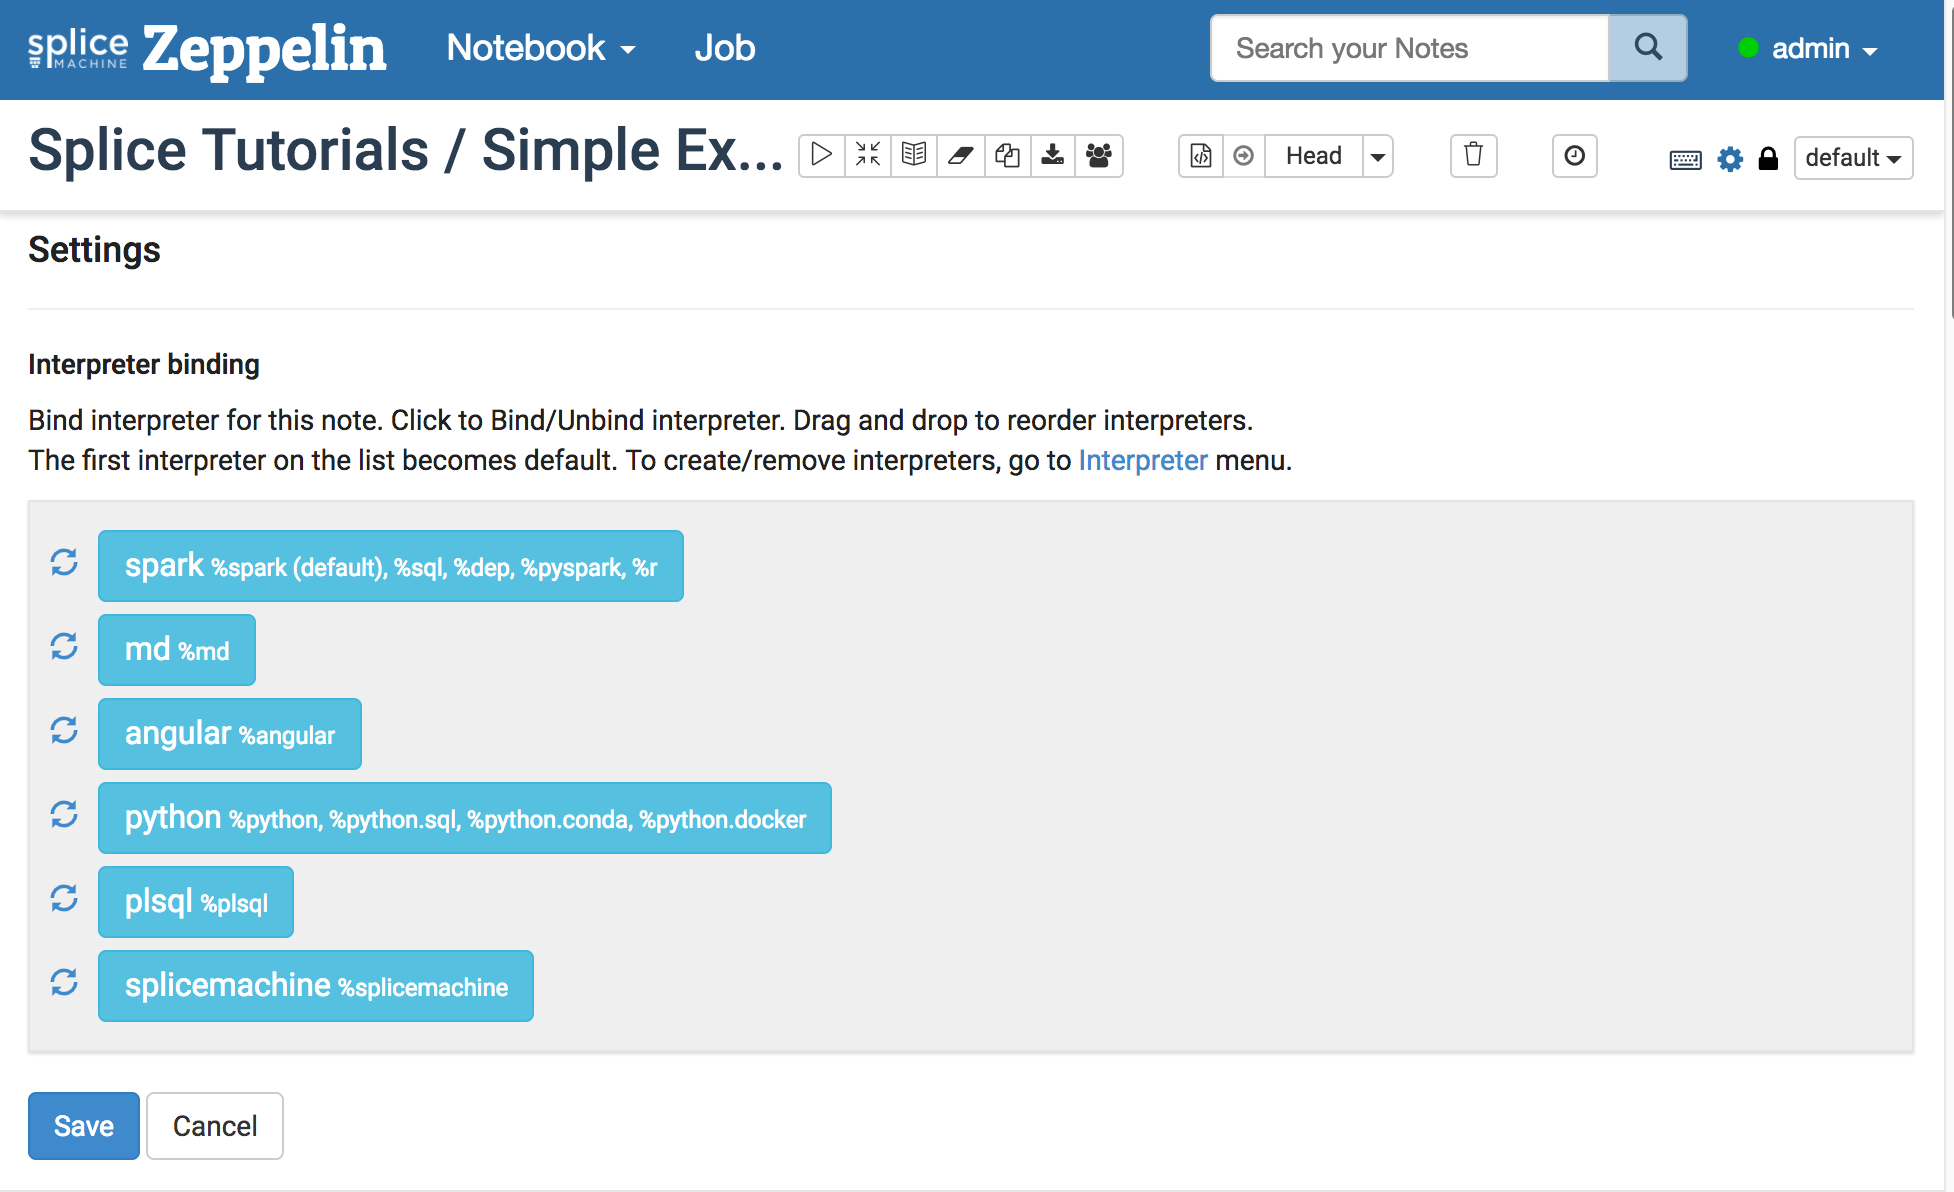 splice MACHINE Zeppelin Notebook Job Search your Notes admin
Splice Tutorials / Simple Ex... Head default
Settings
Interpreter binding
Bind interpreter for this note. Click to Bind/Unbind interpreter. Drag and drop to reorder interpreters.
The first interpreter on the list becomes default. To create/remove interpreters, go to Interpreter menu.
spark %spark (default), %sql, %dep, %pyspark, %r
md %md
angular %angular
python %python, %python.sql, %python.conda, %python.docker
plsql %plsql
splicemachine %splicemachine
Save Cancel